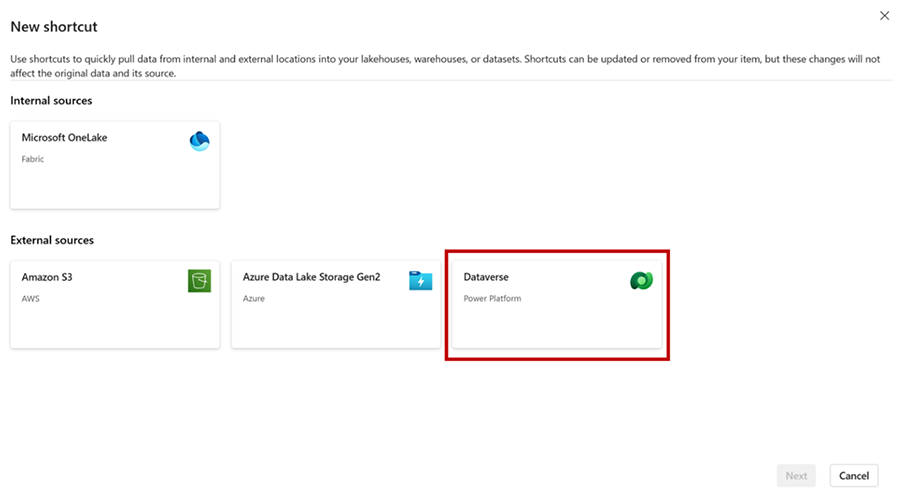 New shortcut
Use shortcuts to quickly pull data from internal and external locations into your lakehouses, warehouses, or datasets. Shortcuts can be updated or removed from your item, but these changes will not
affect the original data and its source.
Internal sources
Microsoft OneLake
Fabric
External sources
Amazon S3
AWS
Azure Data Lake Storage Gen2
Azure
Dataverse
Power Platform
Next
Cancel